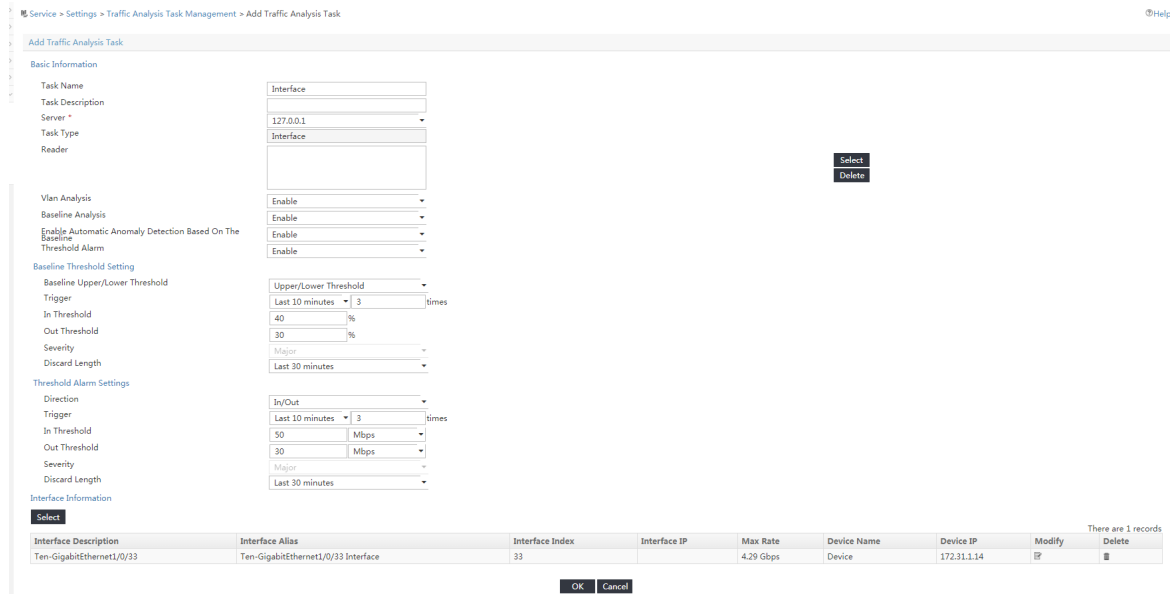 Service > Settings > Traffic Analysis Task Management > Add Traffic Analysis Task
Help
Add Traffic Analysis Task
Basic Information
Task Name Interface
Task Description
Server * 127.0.0.1
Task Type Interface
Reader
Select
Delete
Vlan Analysis Enable
Baseline Analysis Enable
Enable Automatic Anomaly Detection Based On The
Baseline Enable
Threshold Alarm Enable
Baseline Threshold Setting
Baseline Upper/Lower Threshold Upper/Lower Threshold
Trigger Last 10 minutes 3 times
In Threshold 40 %
Out Threshold 30 %
Severity Major
Discard Length Last 30 minutes
Threshold Alarm Settings
Direction In/Out
Trigger Last 10 minutes 3 times
In Threshold 50 Mbps
Out Threshold 30 Mbps
Severity Major
Discard Length Last 30 minutes
Interface Information
Select
There are 1 records
Interface Description Interface Alias Interface Index Interface IP Max Rate Device Name Device IP Modify Delete
Ten-GigabitEthernet1/0/33 Ten-GigabitEthernet1/0/33 Interface 33 4.29 Gbps Device 172.31.1.14
OK Cancel